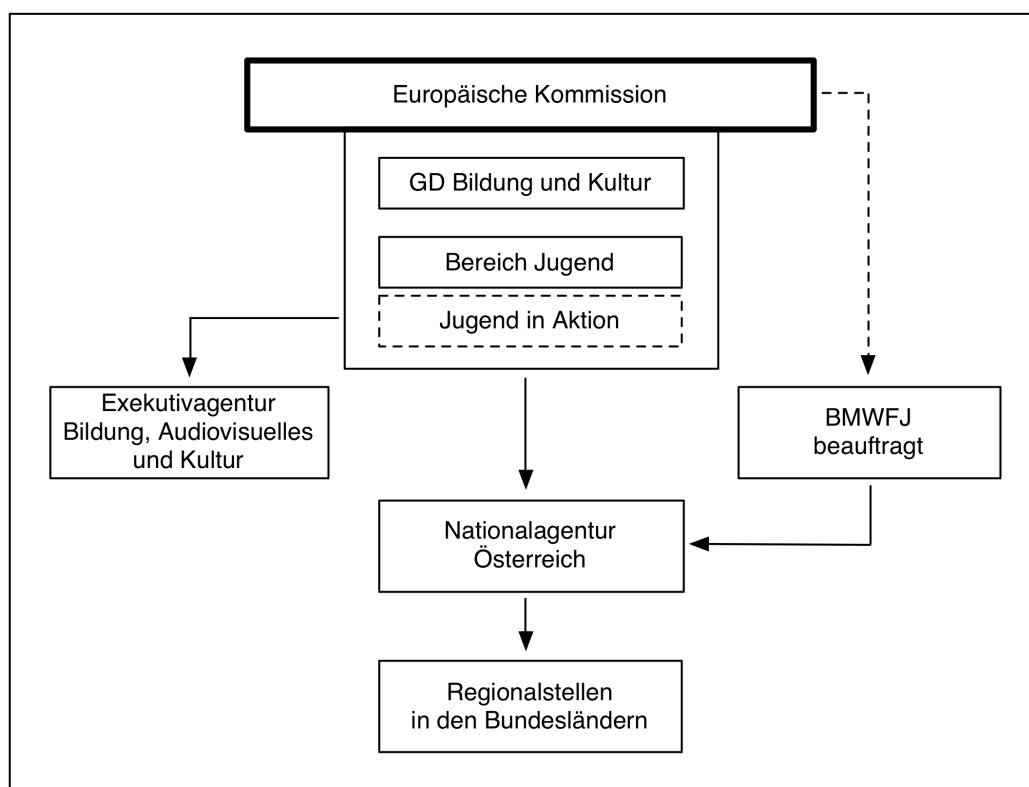 Europäische Kommission
GD Bildung und Kultur
Bereich Jugend
Jugend in Aktion
Exekutivagentur
Bildung, Audiovisuelles
und Kultur
BMWFJ
beauftragt
Nationalagentur
Österreich
Regionalstellen
in den Bundesländern